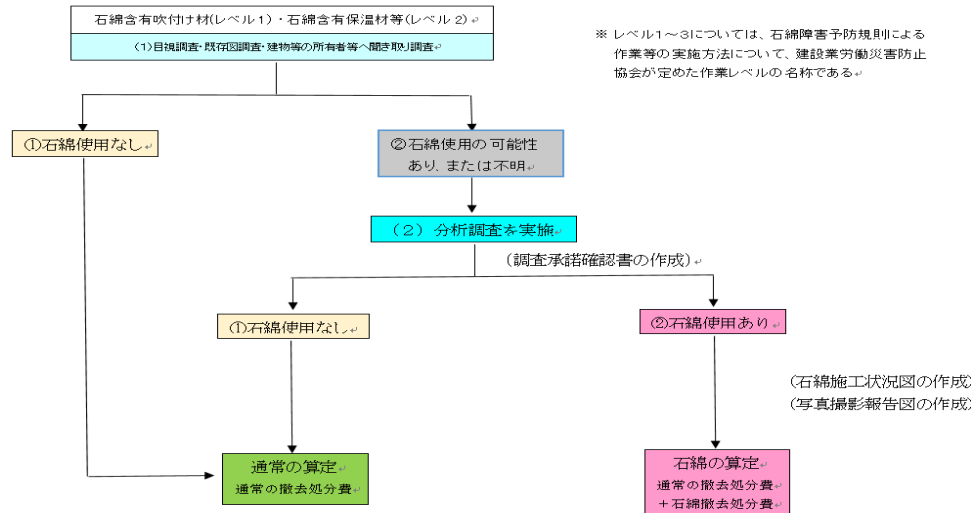 石綿含有吹付け材(レベル1)・石綿含有保温材等(レベル2)
(1)目視調査・既存図調査・建物等の所有者等へ聞き取り調査
※ レベル1～3については、石綿障害予防規則による
作業等の実施方法について、建設業労働災害防止
協会が定めた作業レベルの名称である
①石綿使用なし
②石綿使用の可能性
あり、または不明
(2) 分析調査を実施
(調査承諾確認書の作成)
①石綿使用なし
②石綿使用あり
(石綿施工状況図の作成)
(写真撮影報告図の作成)
通常の算定
通常の撤去処分費
石綿の算定
通常の撤去処分費
＋石綿撤去処分費